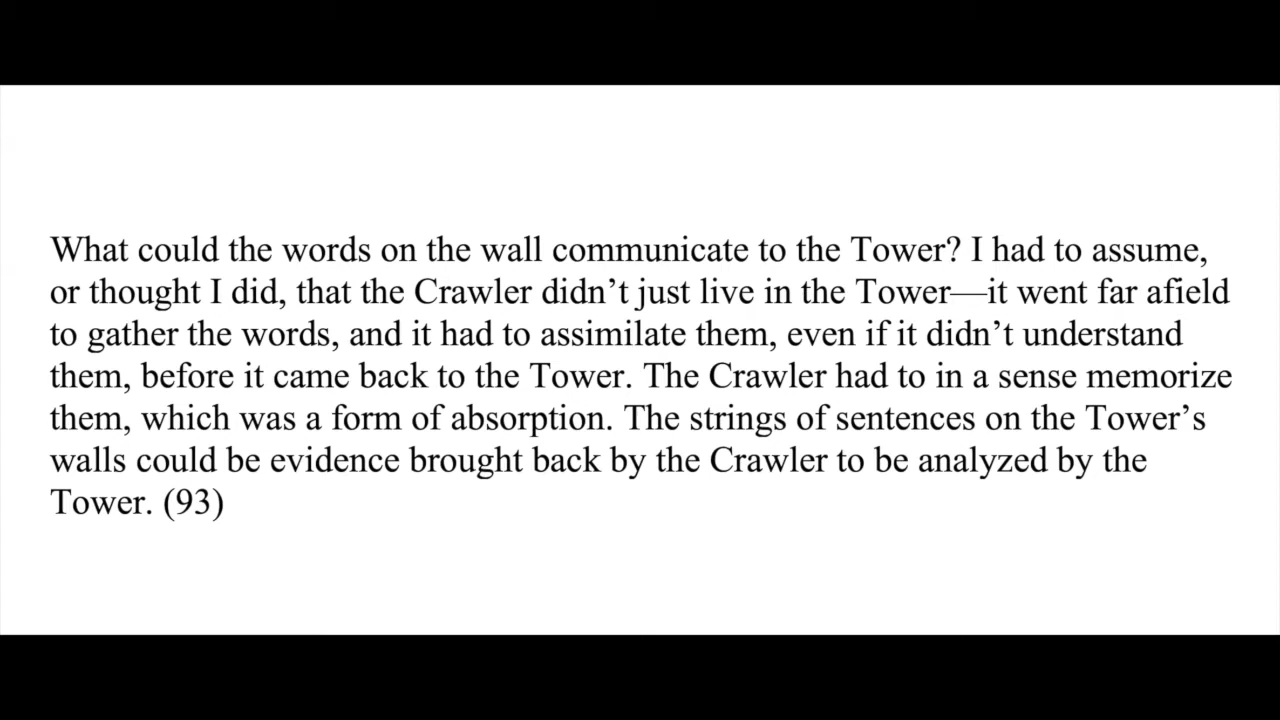 What could the words on the wall communicate to the Tower? I had to assume,
or thought I did, that the Crawler didn’t just live in the Tower—it went far afield
to gather the words, and it had to assimilate them, even if it didn’t understand
them, before it came back to the Tower. The Crawler had to in a sense memorize
them, which was a form of absorption. The strings of sentences on the Tower’s
walls could be evidence brought back by the Crawler to be analyzed by the
Tower. (93)